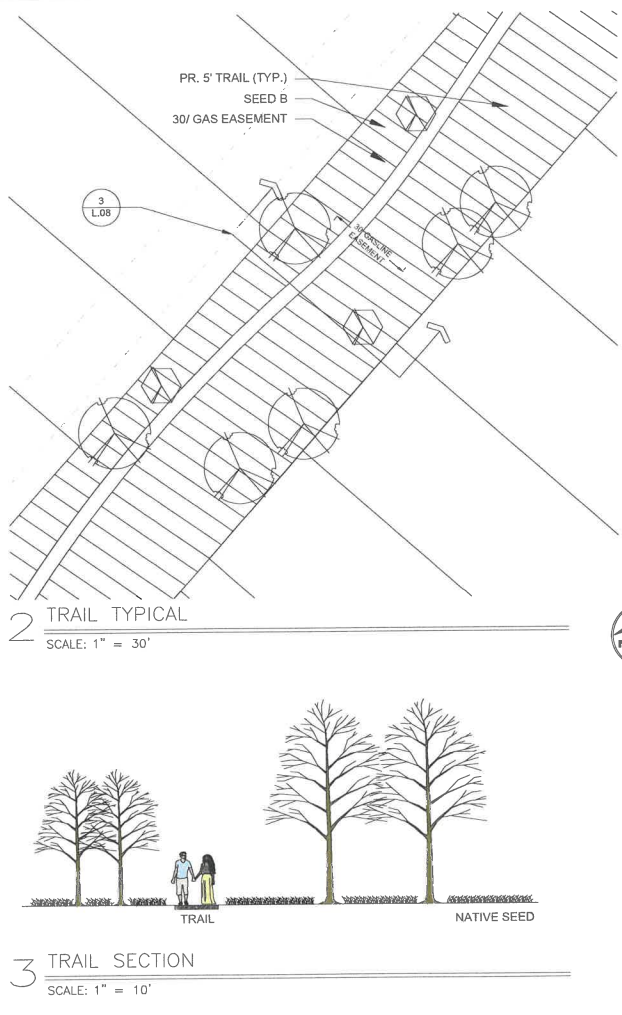 PR. 5' TRAIL (TYP.)
SEED B
30/ GAS EASEMENT
3
L.08
30' GASLINE
EASEMENT
2 TRAIL TYPICAL
SCALE: 1" = 30'
TRAIL
NATIVE SEED
3 TRAIL SECTION
SCALE: 1" = 10'